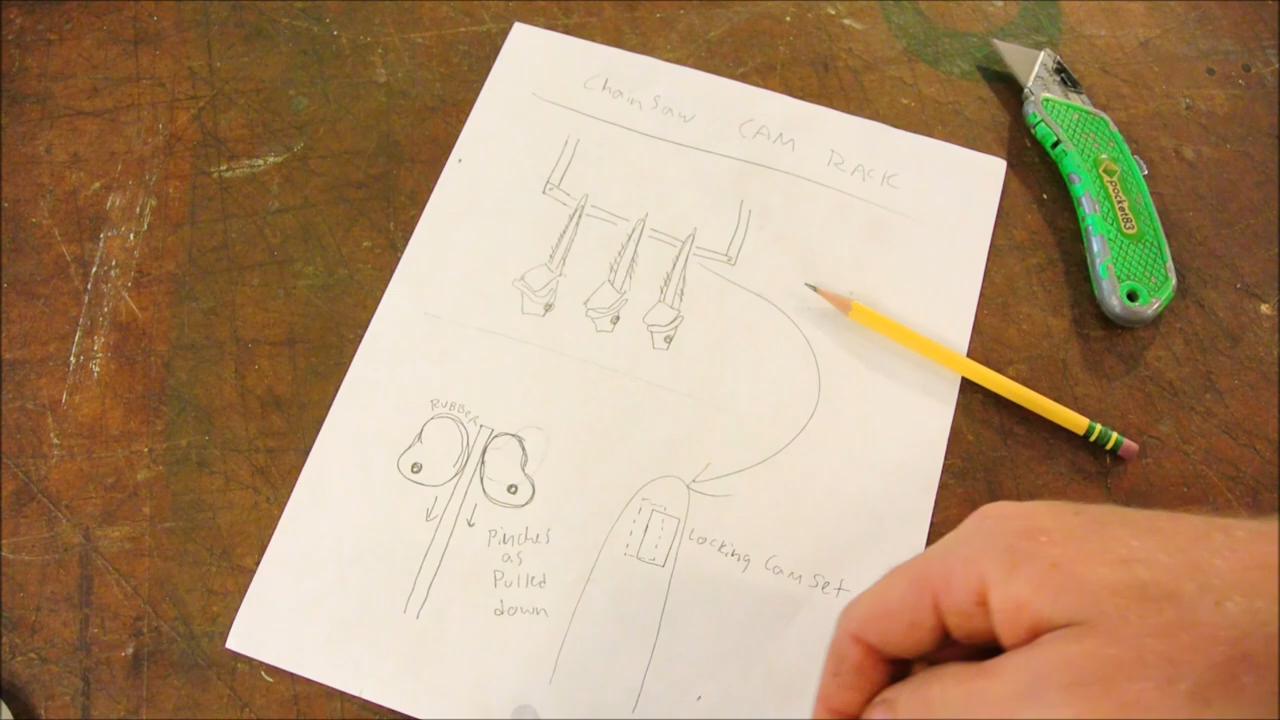 Chainsaw CAM RACK
RUBBER
Pinches
as
Pulled
down
Locking Cam Set
pocket83